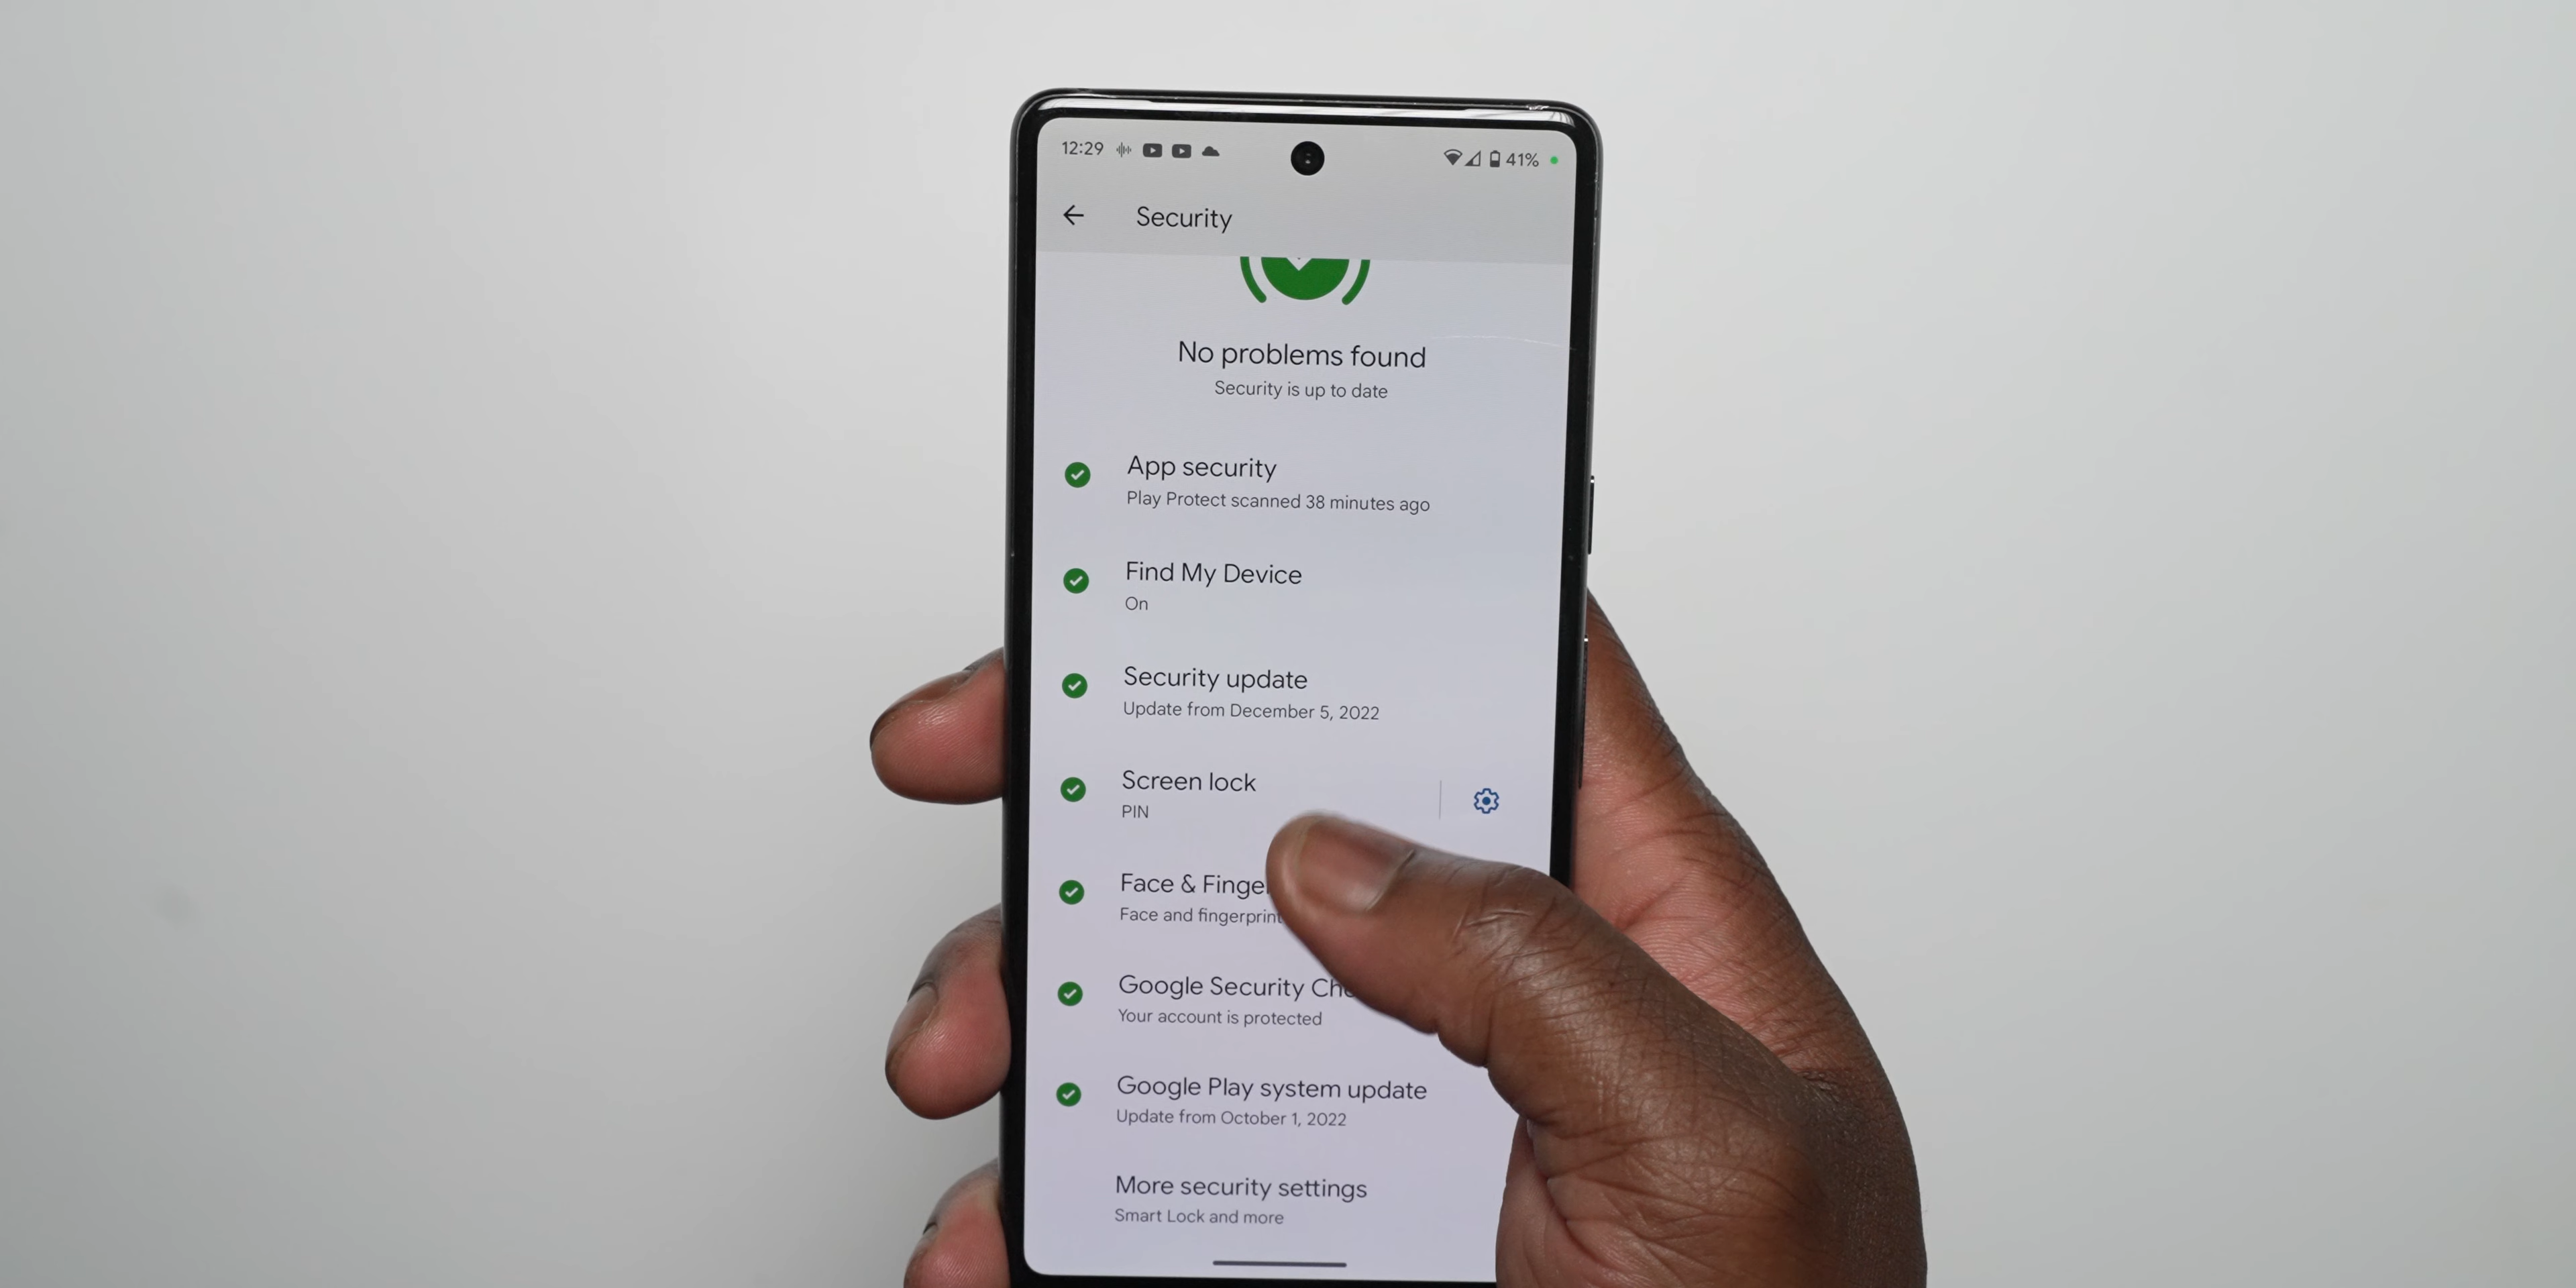 12:29
41%
Security
No problems found
Security is up to date
App security
Play Protect scanned 38 minutes ago
Find My Device
On
Security update
Update from December 5, 2022
Screen lock
PIN
Face &
Face and fingerprint
Google Security
Your account is protected
Google Play system update
Update from October 1, 2022
More security settings
Smart Lock and more